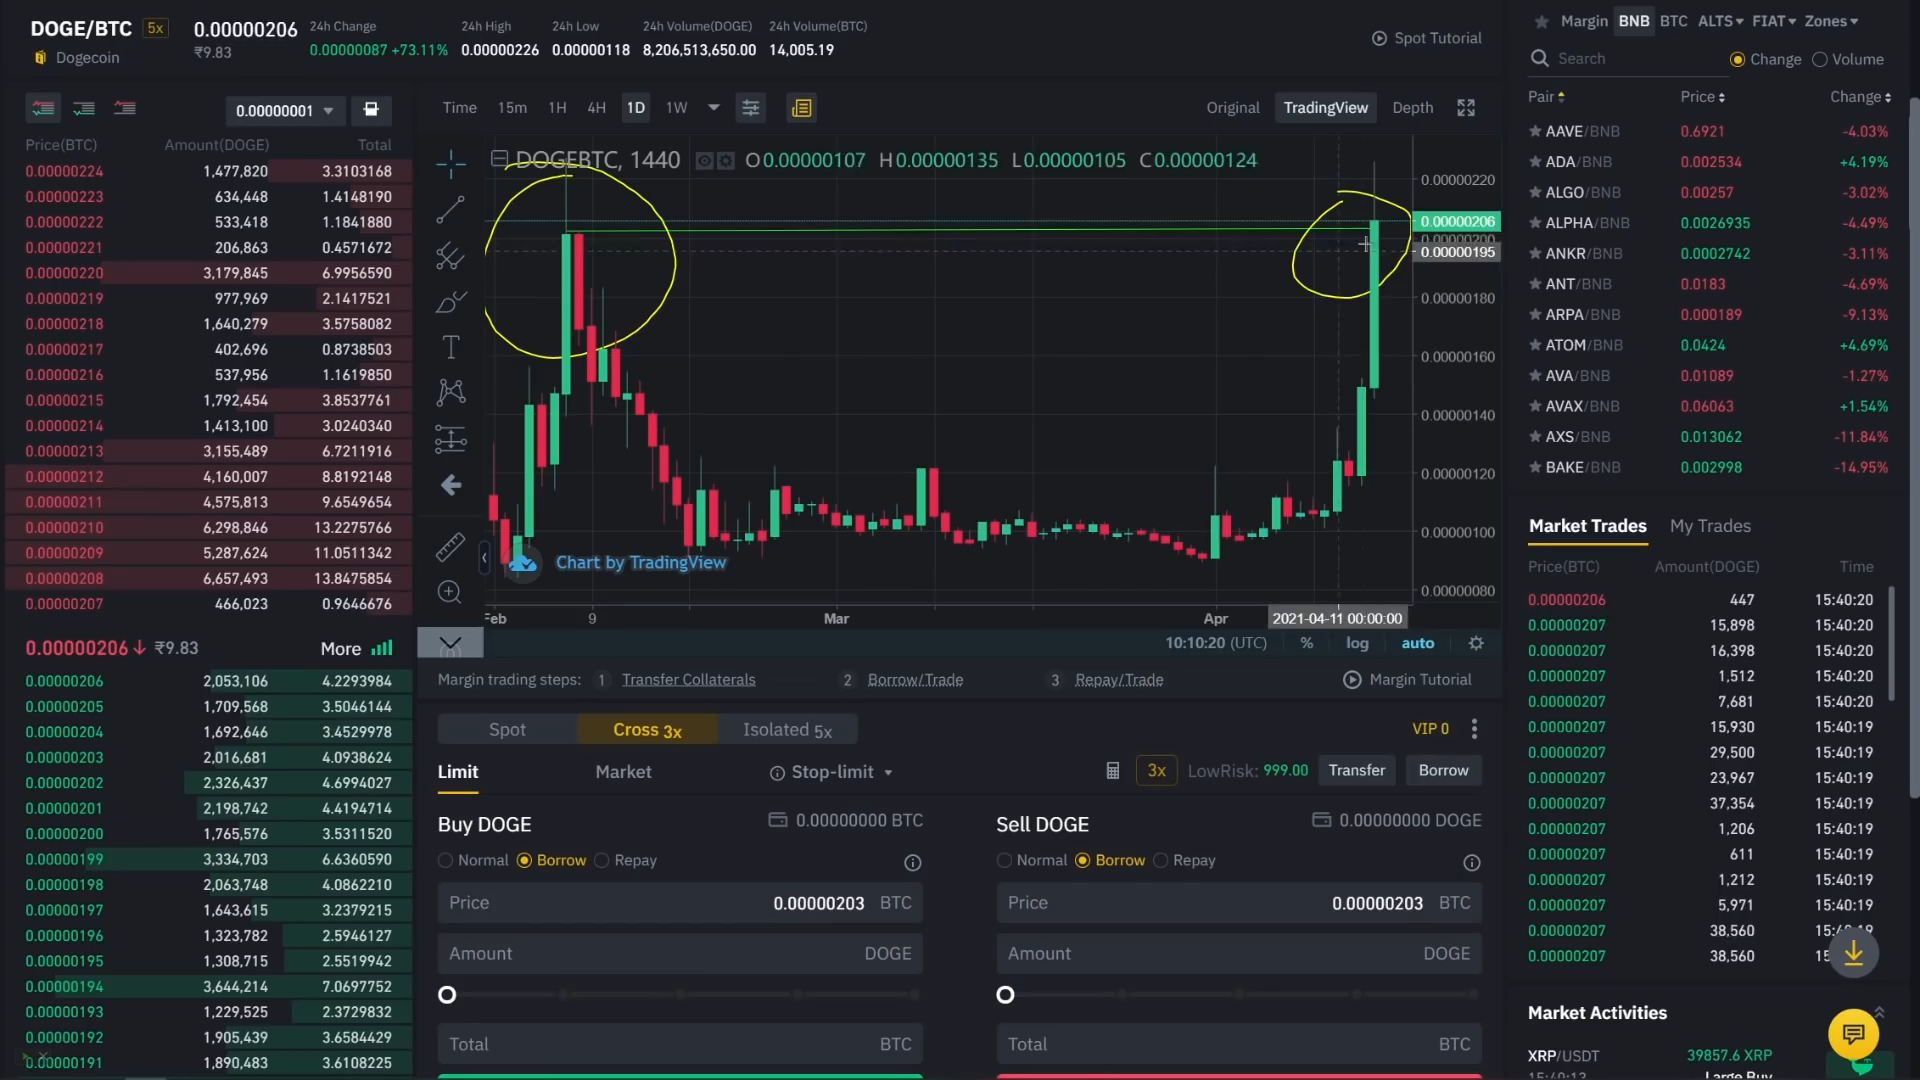 DOGE/BTC 5x
Dogecoin
0.00000206
₹9.83
24h Change
0.00000087 +73.11%
24h High
0.00000226
24h Low
0.00000118
24h Volume(DOGE)
8,206,513,650.00
24h Volume(BTC)
14,005.19
Spot Tutorial
0.00000001
Price(BTC) Amount(DOGE) Total
0.00000224 1,477,820 3.3103168
0.00000223 634,448 1.4148190
0.00000222 533,418 1.1841880
0.00000221 206,863 0.4571672
0.00000220 3,179,845 6.9956590
0.00000219 977,969 2.1417521
0.00000218 1,640,279 3.5758082
0.00000217 402,696 0.8738503
0.00000216 537,956 1.1619850
0.00000215 1,792,454 3.8537761
0.00000214 1,413,100 3.0240340
0.00000213 3,155,489 6.7211916
0.00000212 4,160,007 8.8192148
0.00000211 4,575,813 9.6549654
0.00000210 6,298,846 13.2275766
0.00000209 5,287,624 11.0511342
0.00000208 6,657,493 13.8475854
0.00000207 466,023 0.9646676
0.00000206 ₹9.83 More
0.00000206 2,053,106 4.2293984
0.00000205 1,709,568 3.5046144
0.00000204 1,692,646 3.4529978
0.00000203 2,016,681 4.0938624
0.00000202 2,326,437 4.6994027
0.00000201 2,198,742 4.4194714
0.00000200 1,765,576 3.5311520
0.00000199 3,334,703 6.6360590
0.00000198 2,063,748 4.0862210
0.00000197 1,643,615 3.2379215
0.00000196 1,323,782 2.5946127
0.00000195 1,308,715 2.5519942
0.00000194 3,644,214 7.0697752
0.00000193 1,229,525 2.3729832
0.00000192 1,905,439 3.6584429
0.00000191 1,890,483 3.6108225
Time 15m 1H 4H 1D 1W
Original TradingView Depth
DOGEBTC, 1440 O0.00000107 H0.00000135 L0.00000105 C0.00000124
0.00000220
0.00000206
0.00000200
0.00000195
0.00000180
0.00000160
0.00000140
0.00000120
0.00000100
0.00000080
Chart by TradingView
Feb 9 Mar Apr 2021-04-11 00:00:00
10:10:20 (UTC) % log auto
Margin trading steps: 1 Transfer Collaterals 2 Borrow/Trade 3 Repay/Trade Margin Tutorial
Spot Cross 3x Isolated 5x VIP 0
Limit Market Stop-limit 3x LowRisk: 999.00 Transfer Borrow
Buy DOGE 0.00000000 BTC
Normal Borrow Repay
Price 0.00000203 BTC
Amount DOGE
Total BTC
Sell DOGE 0.00000000 DOGE
Normal Borrow Repay
Price 0.00000203 BTC
Amount DOGE
Total BTC
Margin BNB BTC ALTS FIAT Zones
Search Change Volume
Pair Price Change
AAVE/BNB 0.6921 -4.03%
ADA/BNB 0.002534 +4.19%
ALGO/BNB 0.00257 -3.02%
ALPHA/BNB 0.0026935 -4.49%
ANKR/BNB 0.0002742 -3.11%
ANT/BNB 0.0183 -4.69%
ARPA/BNB 0.000189 -9.13%
ATOM/BNB 0.0424 +4.69%
AVA/BNB 0.01089 -1.27%
AVAX/BNB 0.06063 +1.54%
AXS/BNB 0.013062 -11.84%
BAKE/BNB 0.002998 -14.95%
Market Trades My Trades
Price(BTC) Amount(DOGE) Time
0.00000206 447 15:40:20
0.00000207 15,898 15:40:20
0.00000207 16,398 15:40:20
0.00000207 1,512 15:40:20
0.00000207 7,681 15:40:20
0.00000207 15,930 15:40:19
0.00000207 29,500 15:40:19
0.00000207 23,967 15:40:19
0.00000207 37,354 15:40:19
0.00000207 1,206 15:40:19
0.00000207 611 15:40:19
0.00000207 1,212 15:40:19
0.00000207 5,971 15:40:19
0.00000207 38,560
0.00000207 38,560
Market Activities
XRP/USDT 39857.6 XRP
Large Buy